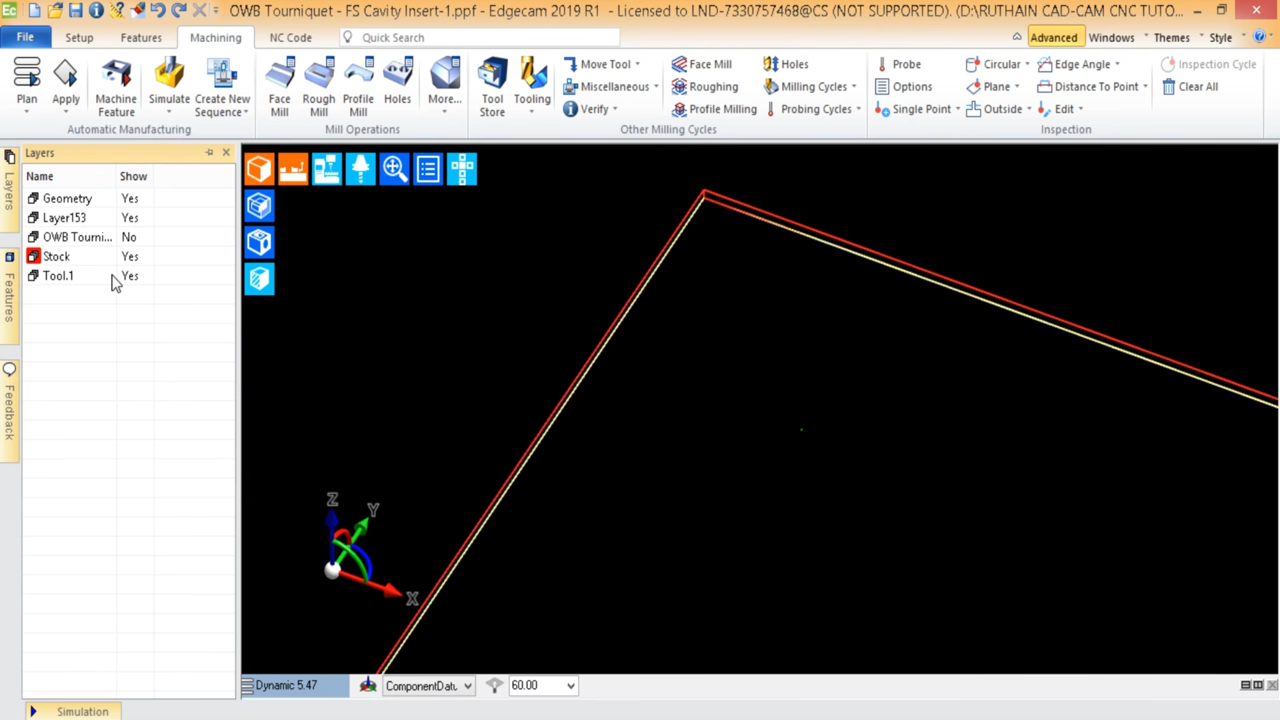 OWB Tourniquet - FS Cavity Insert-1.ppf - Edgecam 2019 R1 - Licensed to LMD-7330757468@CS (NOT SUPPORTED). (D:\RUTHAIN CAD-CAM CNC TUTO...
File Setup Features Machining NC Code Quick Search Advanced Windows Themes Style
Plan Apply Machine Feature Simulate Create New Sequence Face Mill Rough Mill Profile Mill Holes More... Tool Store Tooling
Move Tool Face Mill Holes Probe Circular Edge Angle Inspection Cycle
Miscellaneous Roughing Milling Cycles Options Plane Distance To Point Clear All
Verify Profile Milling Probing Cycles Single Point Outside Edit
Automatic Manufacturing Mill Operations Other Milling Cycles Inspection
Layers
Name Show
Geometry Yes
Layer153 Yes
OWB Tourni... No
Stock Yes
Tool.1 Yes
Layers
Features
Feedback
Z
Y
X
Dynamic 5.47 ComponentDatu 60.00
Simulation